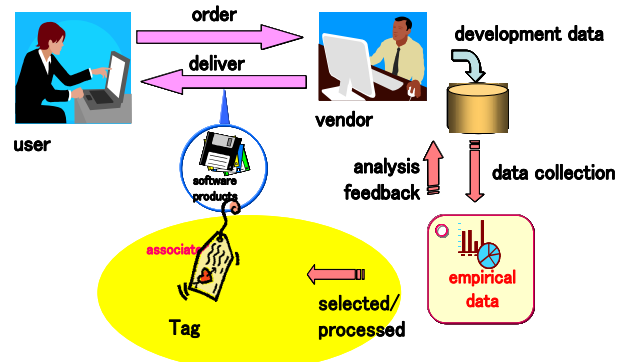 order
deliver
development data
user
vendor
software
products
analysis
feedback
data collection
associate
empirical
data
selected/
processed
Tag